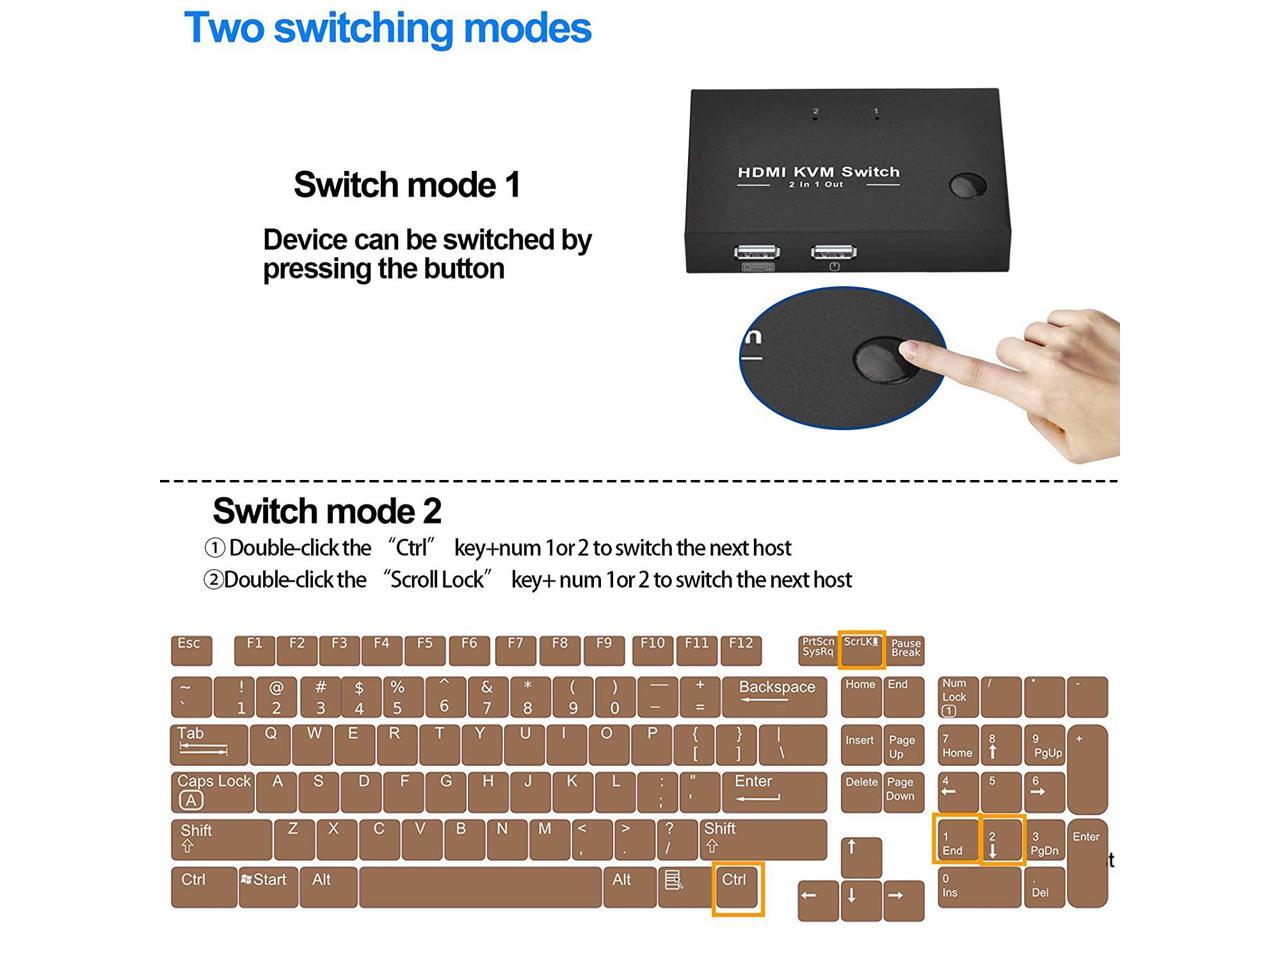 Two switching modes
2 1
HDMI KVM Switch
2 In 1 Out
Switch mode 1
Device can be switched by
pressing the button
n
Switch mode 2
① Double-click the “Ctrl” key+num 1or 2 to switch the next host
②Double-click the “Scroll Lock” key+ num 1or 2 to switch the next host
Esc F1 F2 F3 F4 F5 F6 F7 F8 F9 F10 F11 F12 PrtScn SysRq ScrLK Pause Break
~ ` ! 1 @ 2 # 3 $ 4 % 5 ^ 6 & 7 * 8 ( 9 ) 0 — – + = Backspace Home End Num Lock 1 / * -
Tab Q W E R T Y U I O P { [ } ] | \ Insert Page Up 7 Home 8 9 PgUp +
Caps Lock A A S D F G H J K L : ; " ' Enter Delete Page Down 4 5 6
Shift Z X C V B N M < , > . ? / Shift 1 End 2 3 PgDn Enter
t
Ctrl Start Alt Alt Ctrl 0 Ins . Del